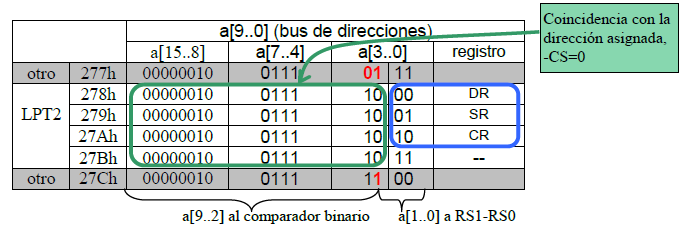 a[9..0] (bus de direcciones)
a[15..8] a[7..4] a[3..0] registro
otro 277h 00000010 0111 01 11
LPT2 278h 00000010 0111 10 00 DR
279h 00000010 0111 10 01 SR
27Ah 00000010 0111 10 10 CR
27Bh 00000010 0111 10 11 --
otro 27Ch 00000010 0111 11 00
a[9..2] al comparador binario a[1..0] a RS1-RS0
Coincidencia con la
dirección asignada,
-CS=0